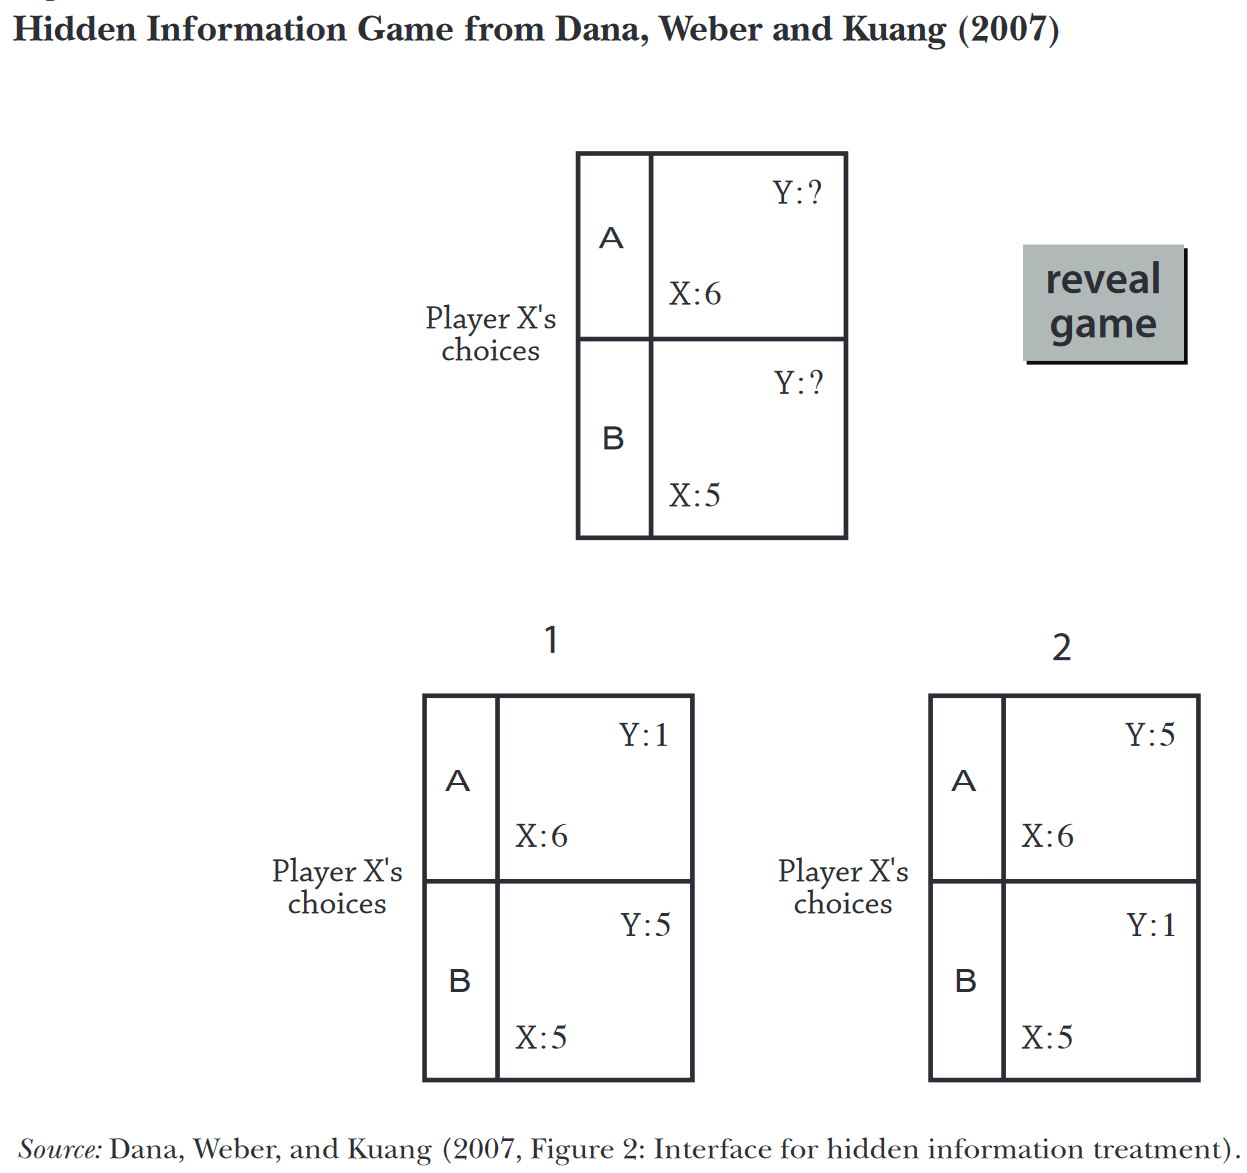 Hidden Information Game from Dana, Weber and Kuang (2007)
Y:?
A
X:6
reveal
game
Player X's
choices
Y:?
B
X:5
1
2
Y:1
A
X:6
Player X's
choices
Y:5
B
X:5
Y:5
A
X:6
Player X's
choices
Y:1
B
X:5
Source: Dana, Weber, and Kuang (2007, Figure 2: Interface for hidden information treatment).